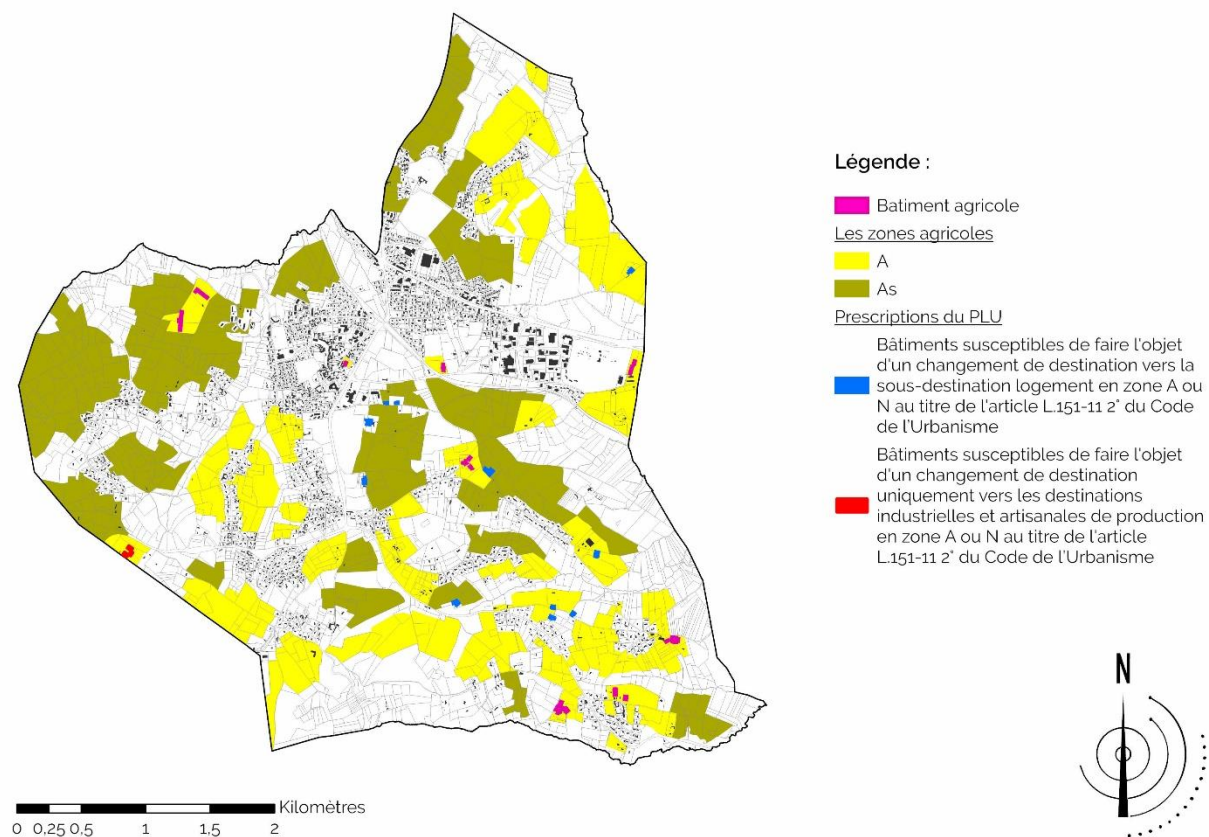 Légende :
Batiment agricole
Les zones agricoles
A
As
Prescriptions du PLU
Bâtiments susceptibles de faire l'objet
d'un changement de destination vers la
sous-destination logement en zone A ou
N au titre de l'article L.151-11 2° du Code
de l'Urbanisme
Bâtiments susceptibles de faire l'objet
d'un changement de destination
uniquement vers les destinations
industrielles et artisanales de production
en zone A ou N au titre de l'article
L.151-11 2° du Code de l'Urbanisme
N
Kilomètres
0 0,25 0,5 1 1,5 2